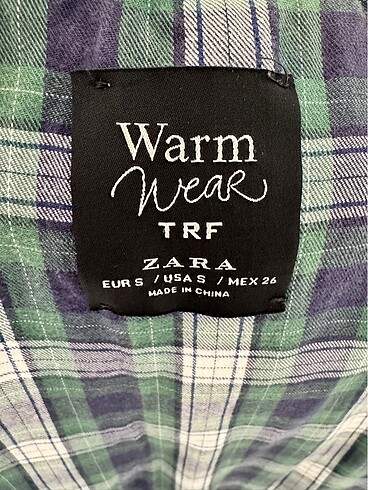 Warm
Wear
TRF
ZARA
EUR S / USA S / MEX 26
MADE IN CHINA